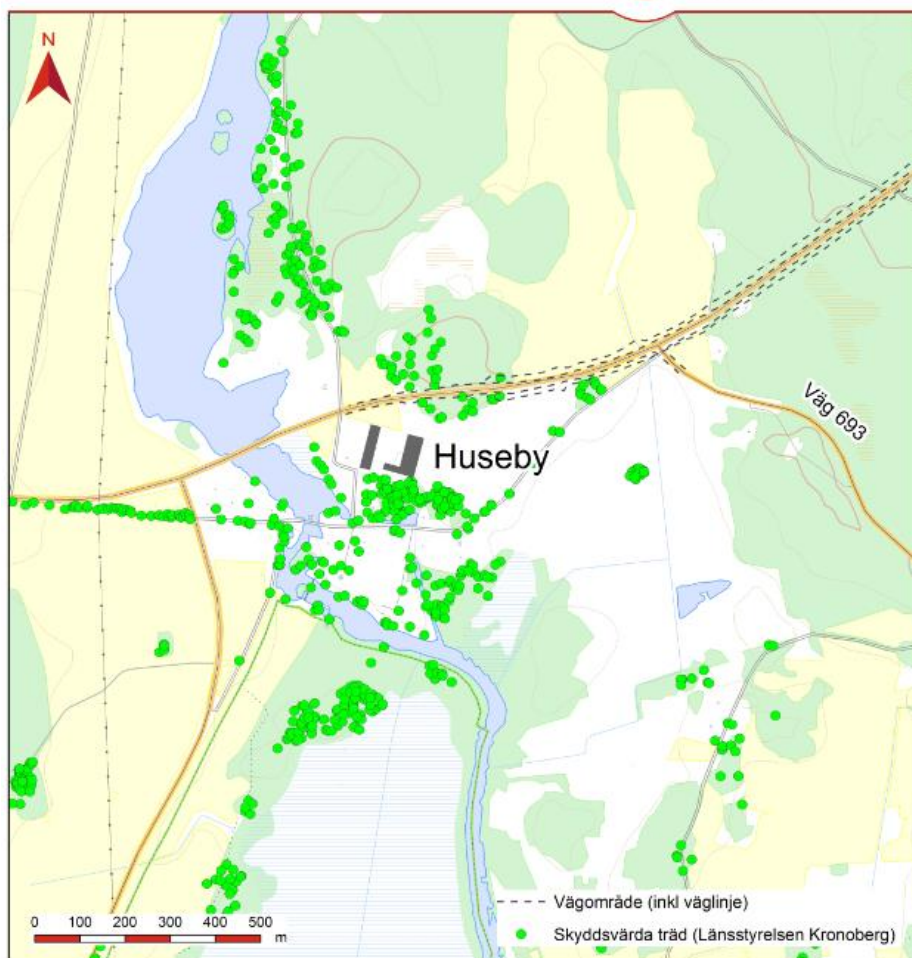 N
Väg 693
Huseby
0 100 200 300 400 500
m
Vägområde (inkl väglinje)
Skyddsvärda träd (Länsstyrelsen Kronoberg)